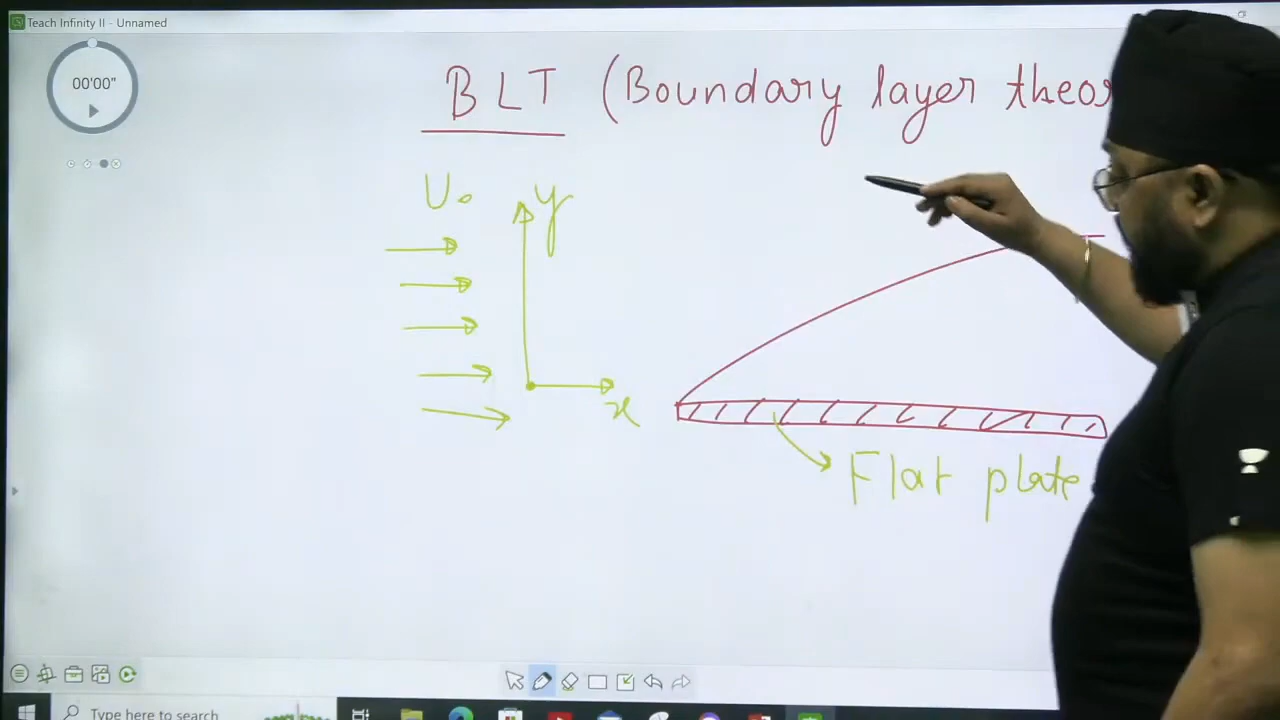 Teach Infinity II - Unnamed
00'00"
BLT (Boundary layer theor
U₀
y
x
Flat plate
Type here to search